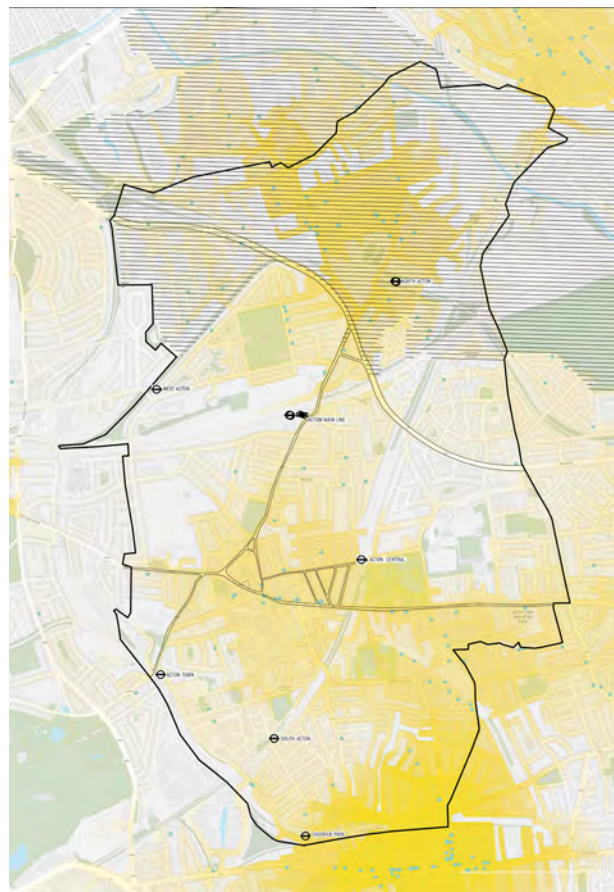 NORTH ACTON
WEST ACTON
ACTON MAIN LINE
ACTON CENTRAL
ACTON TOWN
SOUTH ACTON
CHISWICK PARK